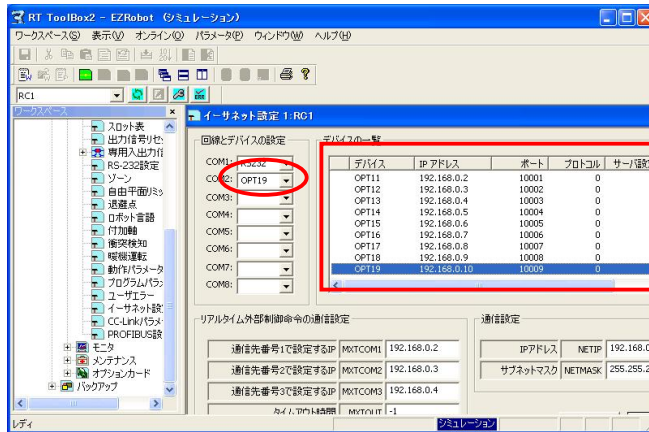 RT ToolBox2 - EZRobot (シミュレーション)
ワークスペース(S) 表示(V) オンライン(O) パラメータ(P) ウィンドウ(W) ヘルプ(H)
RC1
ワークスペース
スロット表
出力信号リセ
専用入出力信
RS-232設定
ゾーン
自由平面リミッ
退避点
ロボット言語
付加軸
衝突検知
暖機運転
動作パラメータ
プログラムパラ
ユーザエラー
イーサネット設
CC-Linkパラメ
PROFIBUS設
モニタ
メンテナンス
オプションカード
バックアップ
イーサネット設定 1:RC1
回線とデバイスの設定
COM1: RS232
COM2: OPT19
COM3:
COM4:
COM5:
COM6:
COM7:
COM8:
デバイスの一覧
デバイス IPアドレス ポート プロトコル サーバ設
OPT11 192.168.0.2 10001 0
OPT12 192.168.0.3 10002 0
OPT13 192.168.0.4 10003 0
OPT14 192.168.0.5 10004 0
OPT15 192.168.0.6 10005 0
OPT16 192.168.0.7 10006 0
OPT17 192.168.0.8 10007 0
OPT18 192.168.0.9 10008 0
OPT19 192.168.0.10 10009 0
リアルタイム外部制御命令の通信設定
通信先番号1で設定するIP MXTCOM1 192.168.0.2
通信先番号2で設定するIP MXTCOM2 192.168.0.3
通信先番号3で設定するIP MXTCOM3 192.168.0.4
タイムアウト時間 MXTOUT -1
通信設定
IPアドレス NETIP 192.168.0
サブネットマスク NETMASK 255.255.2
レディ
シミュレーション